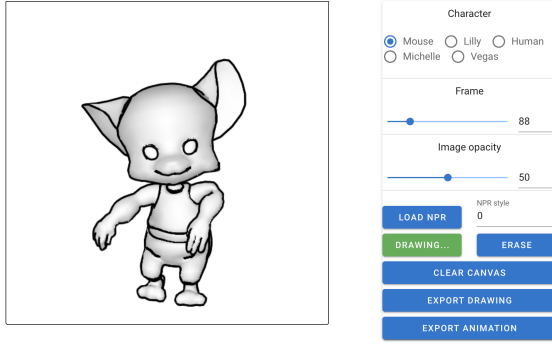 Character
Mouse Lilly Human
Michelle Vegas
Frame
88
Image opacity
50
NPR style
LOAD NPR 0
DRAWING... ERASE
CLEAR CANVAS
EXPORT DRAWING
EXPORT ANIMATION